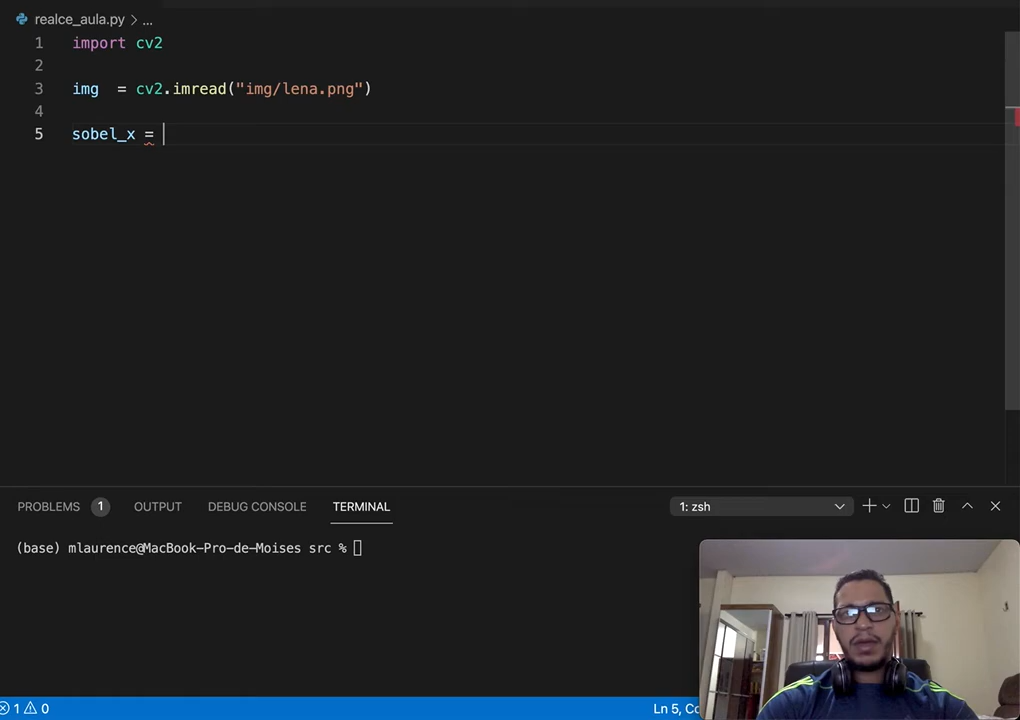 realce_aula.py > ...
1 import cv2
2
3 img  = cv2.imread("img/lena.png")
4
5 sobel_x =
PROBLEMS 1 OUTPUT DEBUG CONSOLE TERMINAL 1: zsh
(base) mlaurence@MacBook-Pro-de-Moises src %
1 0 Ln 5, Co